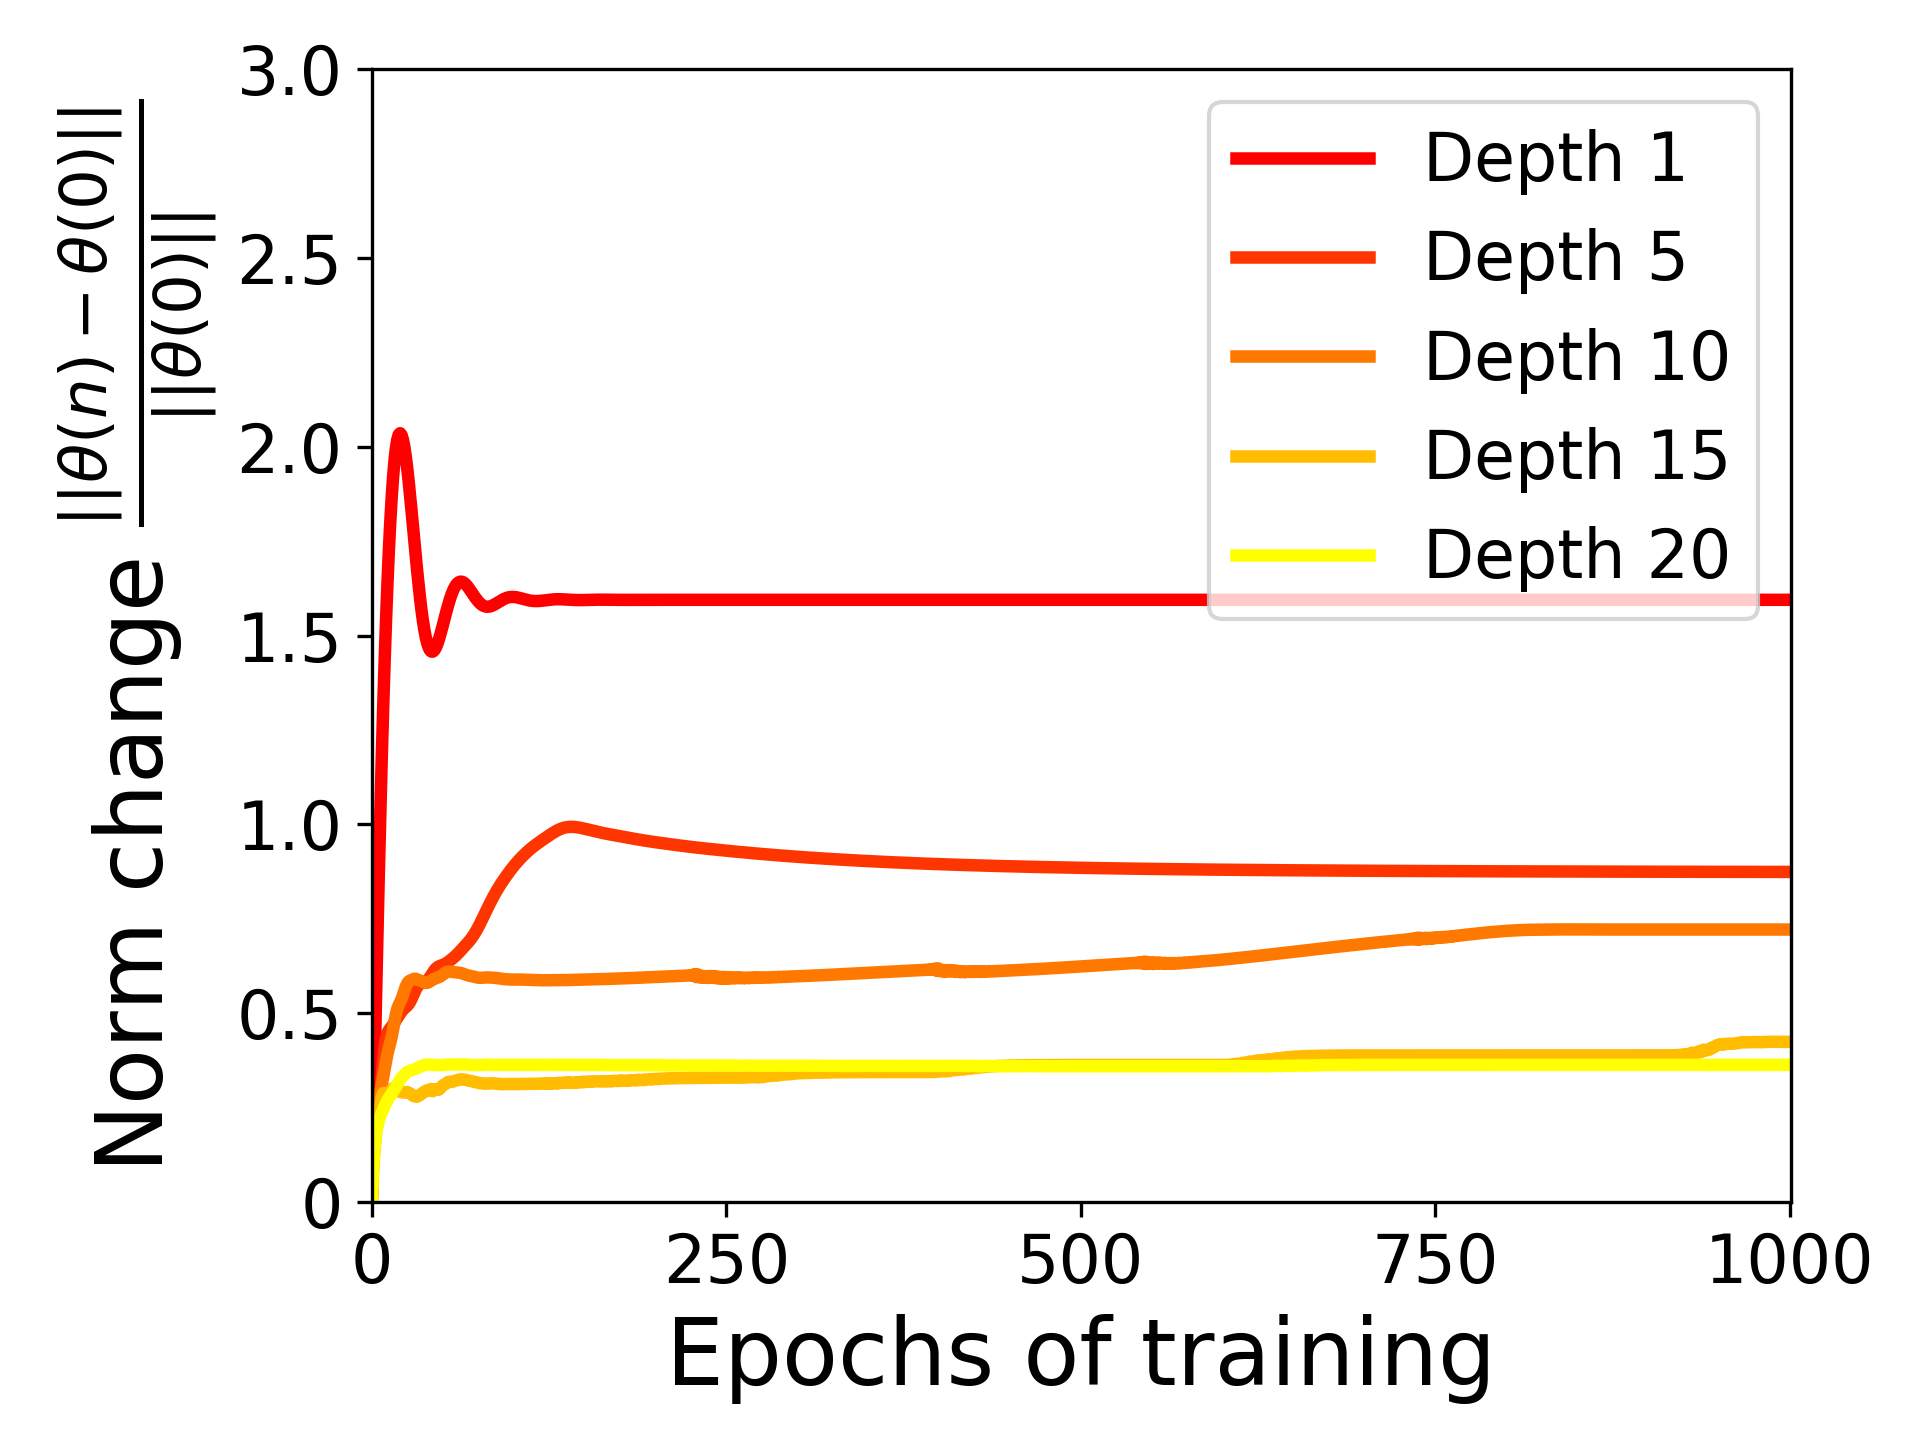 Norm change ||θ(n) − θ(0)|| / ||θ(0)||
3.0
2.5
2.0
1.5
1.0
0.5
0
Depth 1
Depth 5
Depth 10
Depth 15
Depth 20
0 250 500 750 1000
Epochs of training